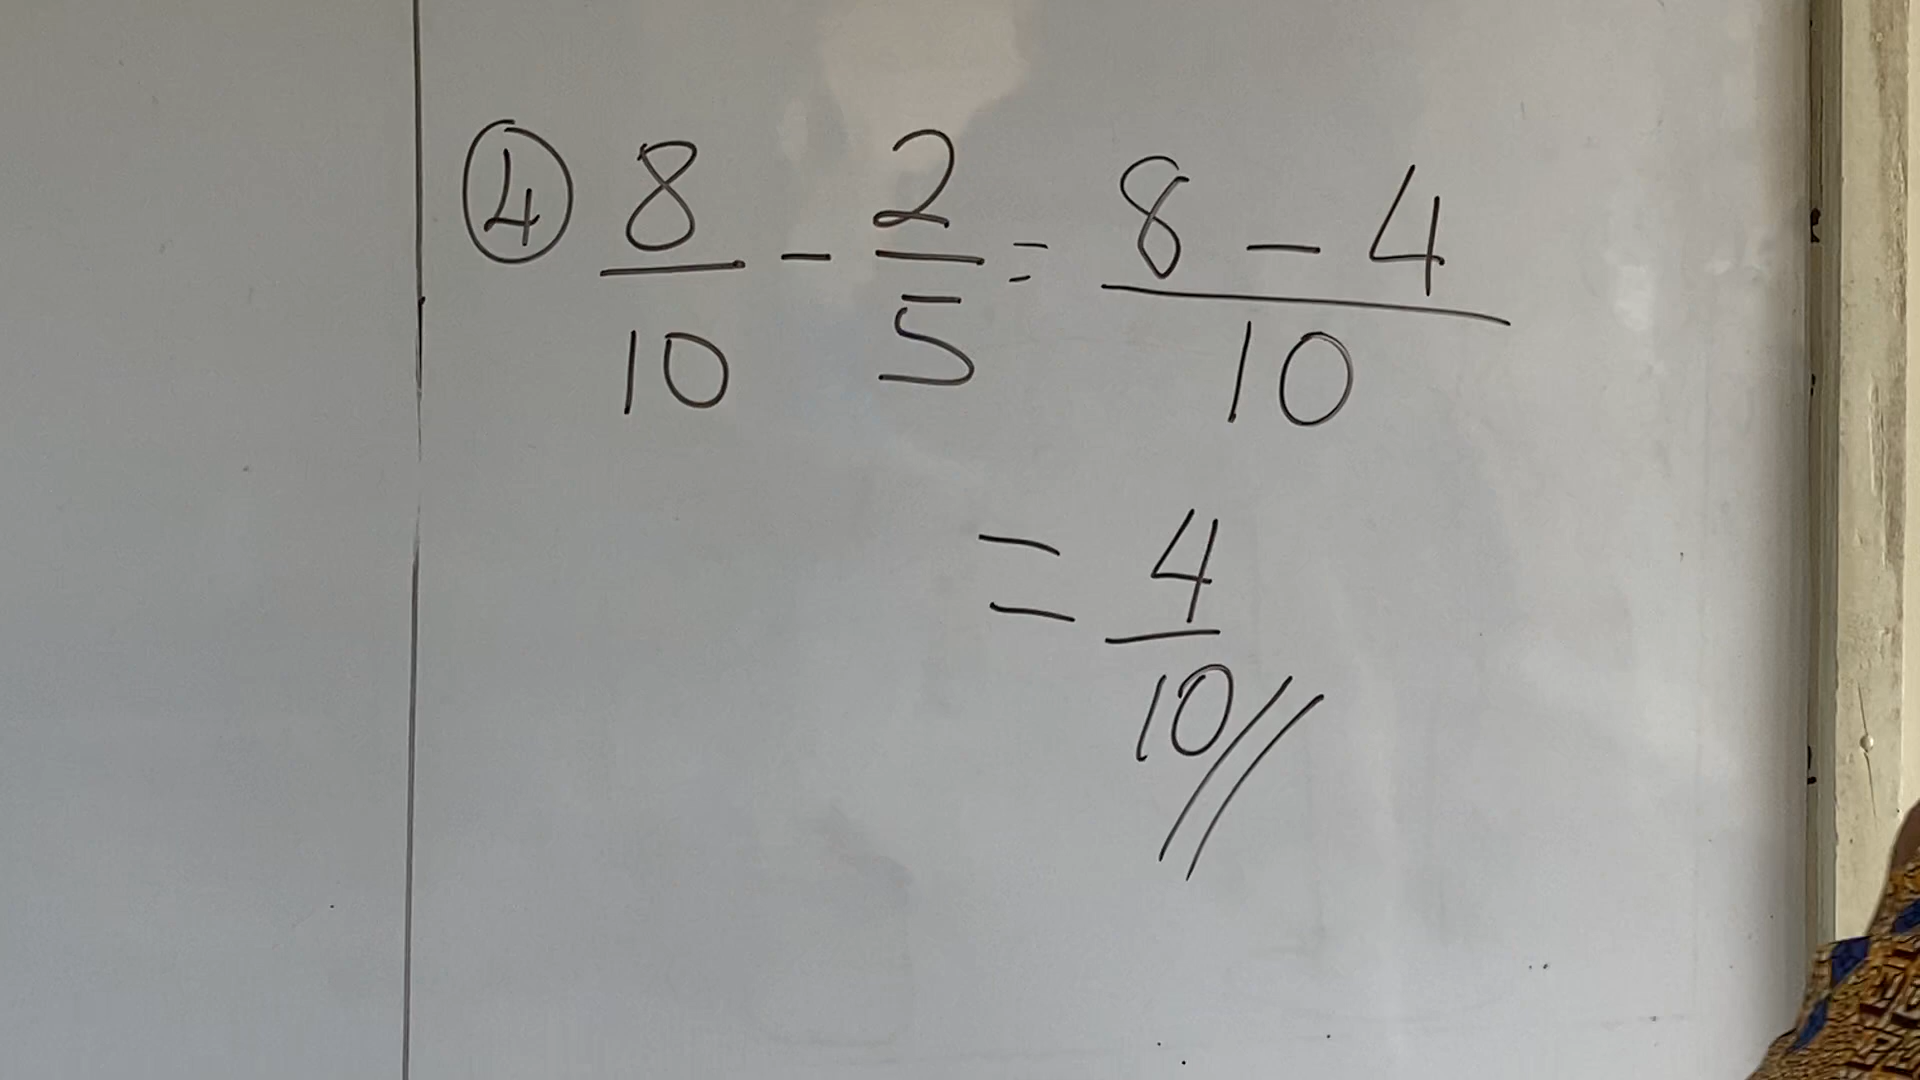 ④ 8/10 - 2/5 = 8 - 4/10
= 4/10//